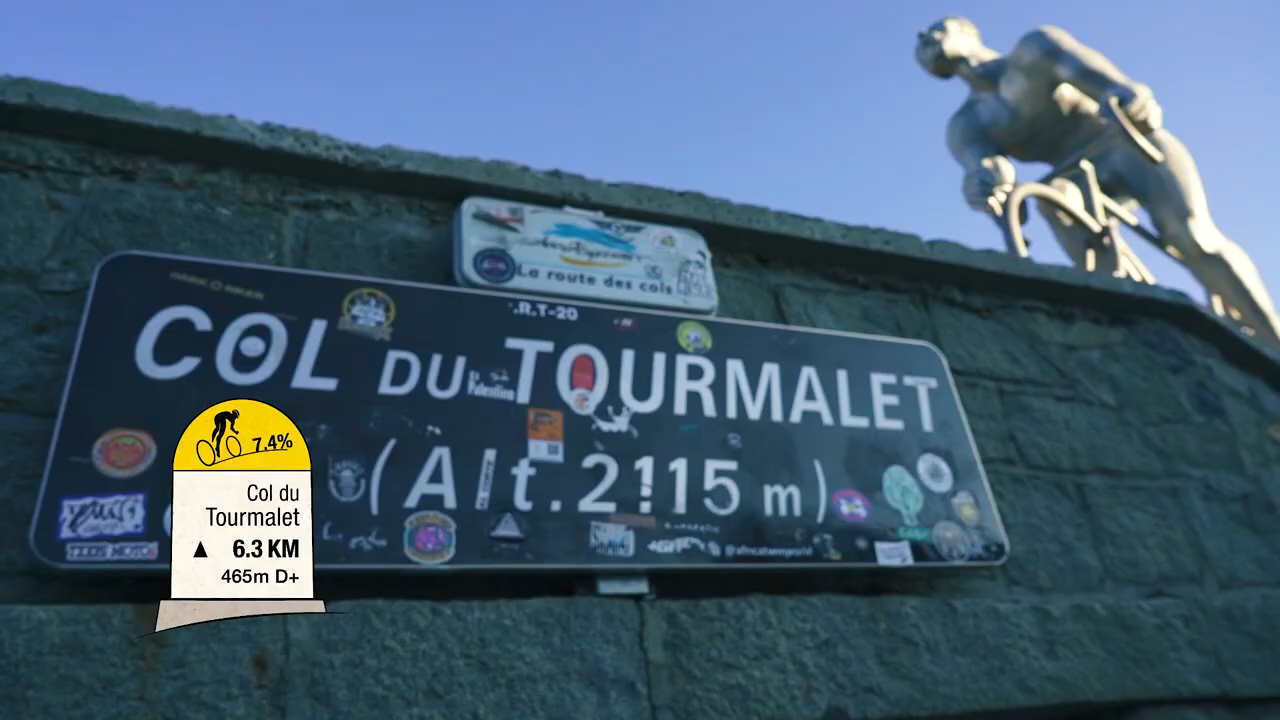 La route des cols
R.T-20
COL DU TOURMALET
Palestine
(Alt. 2115 m)
7.4%
Col du
Tourmalet
▲ 6.3 KM
465m D+